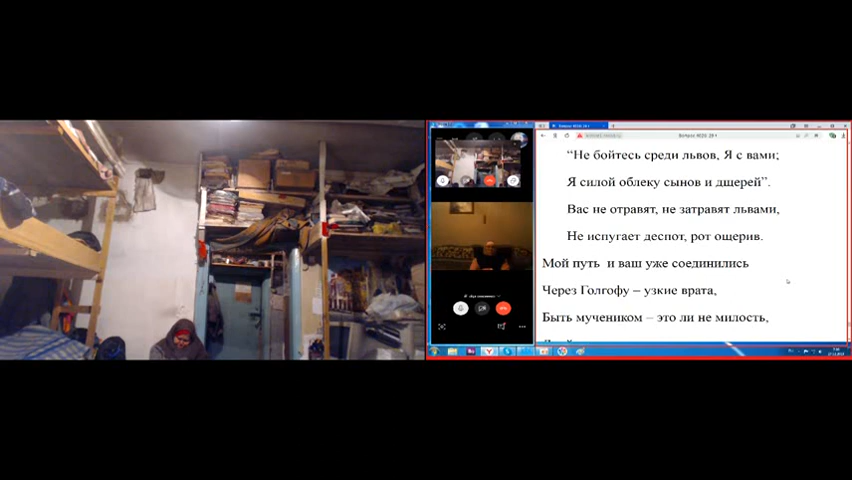 “Не бойтесь среди львов, Я с вами;
Я силой облеку сынов и дщерей”.
Вас не отравят, не затравят львами,
Не испугает деспот, рот ощерив.
Мой путь  и ваш уже соединились
Через Голгофу – узкие врата,
Быть мучеником – это ли не милость,